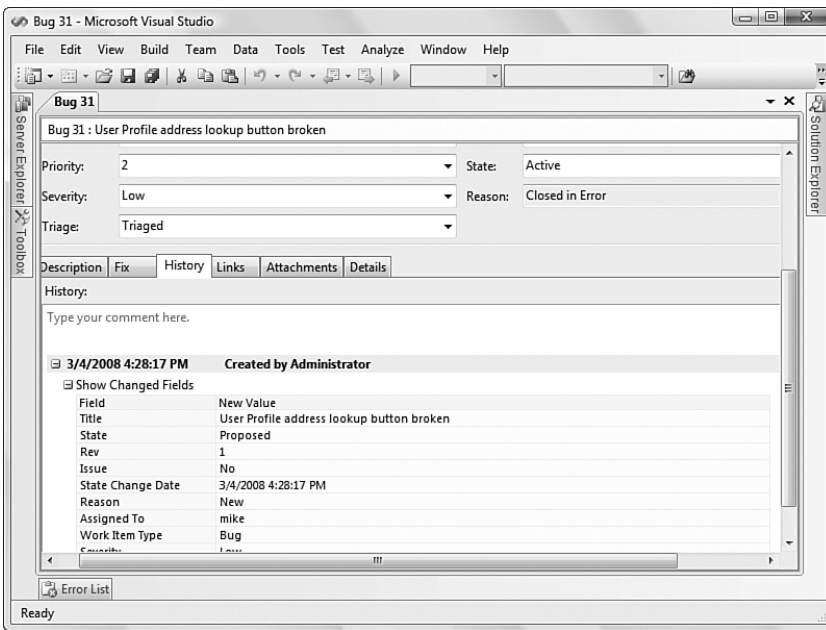 Bug 31 - Microsoft Visual Studio
File Edit View Build Team Data Tools Test Analyze Window Help
Bug 31
Server Explorer
Toolbox
Solution Explorer
Bug 31 : User Profile address lookup button broken
Priority: 2 State: Active
Severity: Low Reason: Closed in Error
Triage: Triaged
Description Fix History Links Attachments Details
History:
Type your comment here.
3/4/2008 4:28:17 PM Created by Administrator
Show Changed Fields
Field New Value
Title User Profile address lookup button broken
State Proposed
Rev 1
Issue No
State Change Date 3/4/2008 4:28:17 PM
Reason New
Assigned To mike
Work Item Type Bug
Severity Low
Error List
Ready